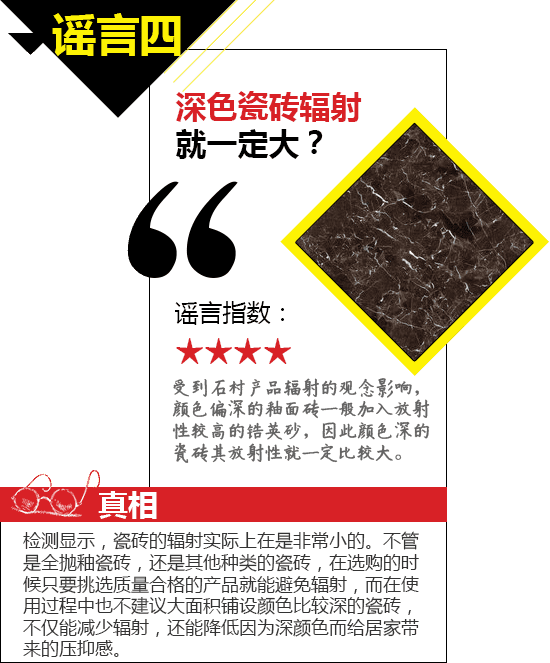 谣言四
深色瓷砖辐射
就一定大？
谣言指数：
受到石材产品辐射的观念影响，
颜色偏深的釉面砖一般加入放射
性较高的锆英砂，因此颜色深的
瓷砖其放射性就一定比较大。
真相
检测显示，瓷砖的辐射实际上在是非常小的。不管
是全抛釉瓷砖，还是其他种类的瓷砖，在选购的时
候只要挑选质量合格的产品就能避免辐射，而在使
用过程中也不建议大面积铺设颜色比较深的瓷砖，
不仅能减少辐射，还能降低因为深颜色而给居家带
来的压抑感。